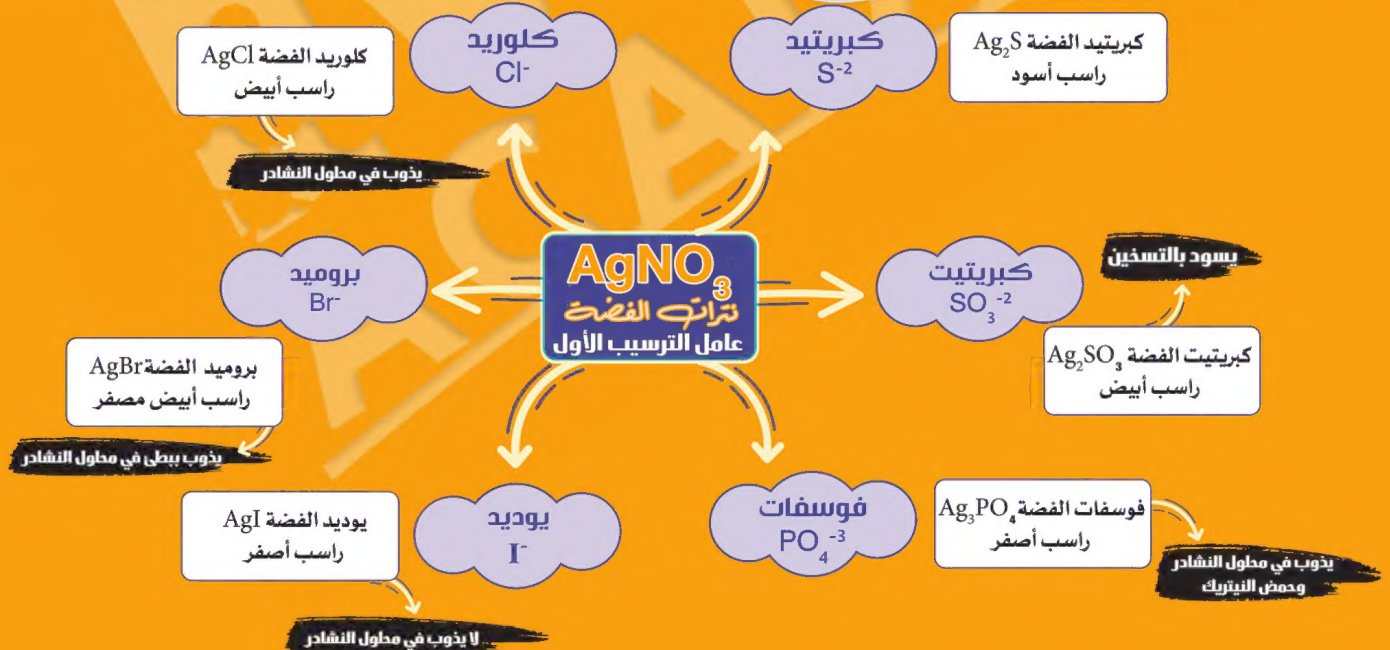 كبريتيد
S⁻²
كبريتيد الفضة Ag₂S
راسب أسود
كلوريد
Cl⁻
كلوريد الفضة AgCl
راسب أبيض
يذوب في محلول النشادر
AgNO₃
نترات الفضة
عامل الترسيب الأول
كبريتيت
SO₃⁻²
يسود بالتسخين
كبريتيت الفضة Ag₂SO₃
راسب أبيض
بروميد
Br⁻
بروميد الفضة AgBr
راسب أبيض مصفر
يذوب ببطئ في محلول النشادر
فوسفات
PO₄⁻³
فوسفات الفضة Ag₃PO₄
راسب أصفر
يذوب في محلول النشادر
وحمض النيتريك
يوديد
I⁻
يوديد الفضة AgI
راسب أصفر
لا يذوب في محلول النشادر